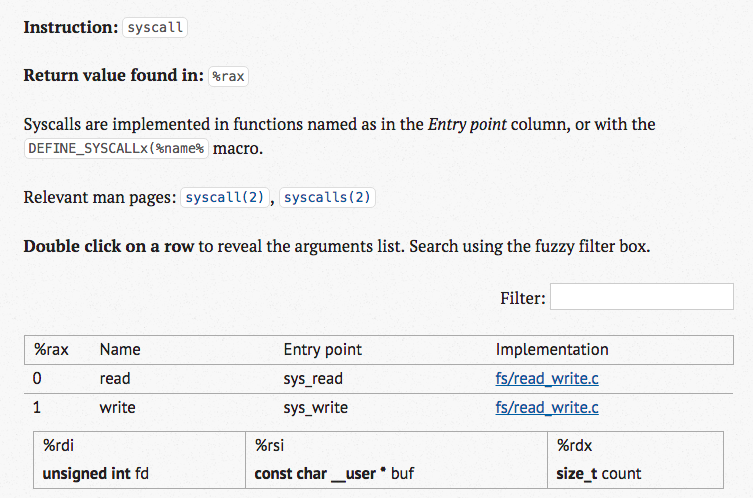 Instruction: syscall
Return value found in: %rax
Syscalls are implemented in functions named as in the Entry point column, or with the
DEFINE_SYSCALLx(%name% macro.
Relevant man pages: syscall(2), syscalls(2)
Double click on a row to reveal the arguments list. Search using the fuzzy filter box.
Filter:
%rax Name Entry point Implementation
0 read sys_read fs/read_write.c
1 write sys_write fs/read_write.c
%rdi %rsi %rdx
unsigned int fd const char __user * buf size_t count